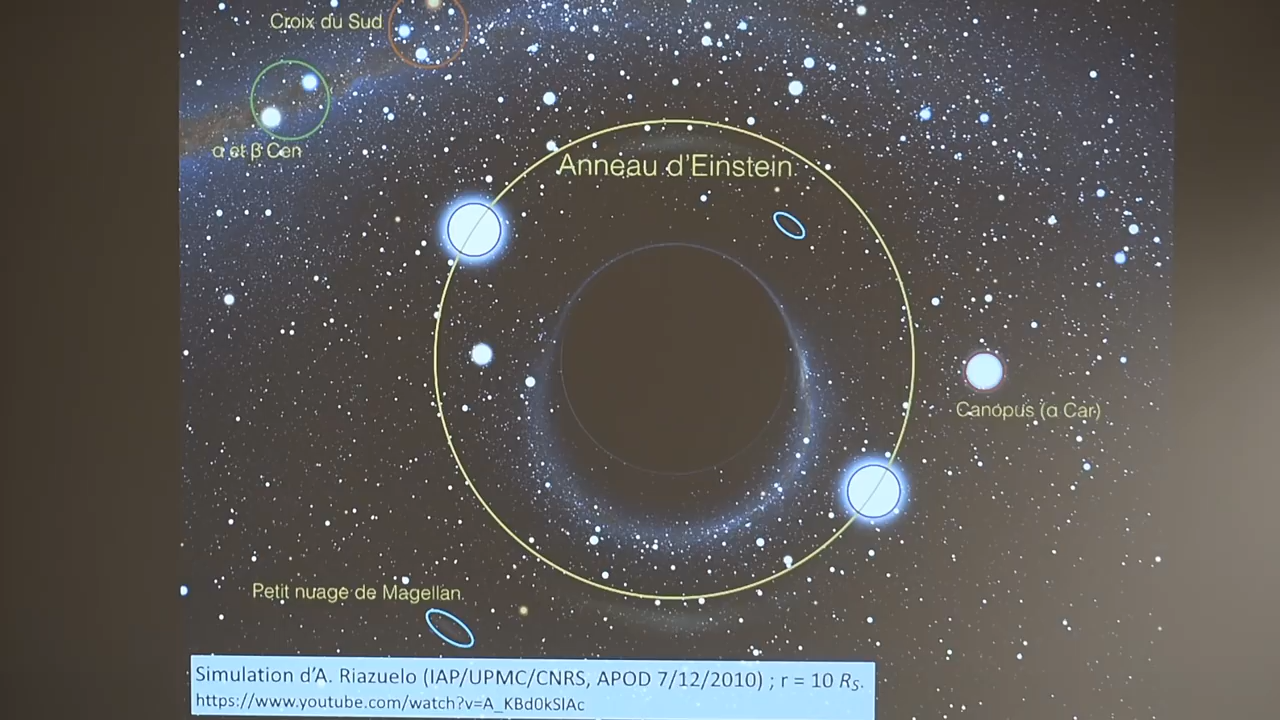 Croix du Sud
α et β Cen
Anneau d'Einstein
Canopus (α Car)
Petit nuage de Magellan
Simulation d'A. Riazuelo (IAP/UPMC/CNRS, APOD 7/12/2010) ; r = 10 R_S.
https://www.youtube.com/watch?v=A_KBd0kSlAc